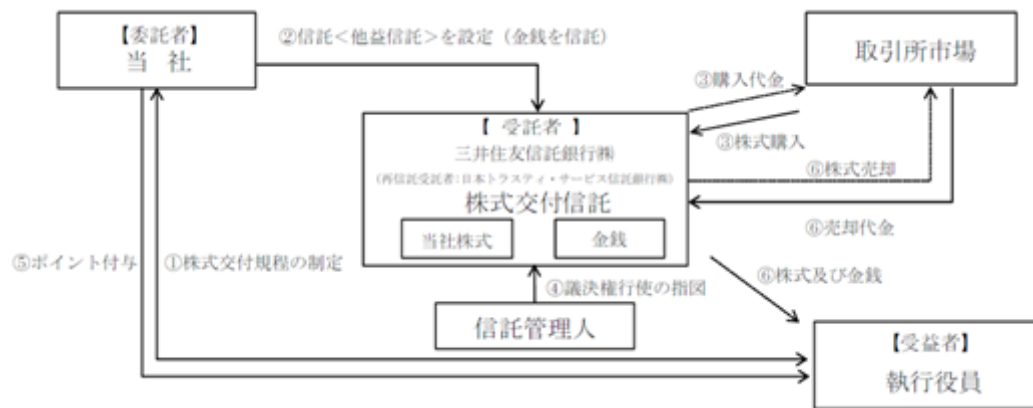 【委託者】
当 社
②信託<他益信託>を設定（金銭を信託）
取引所市場
③購入代金
③株式購入
【 受託者 】
三井住友信託銀行㈱
（再信託受託者：日本トラスティ・サービス信託銀行㈱）
株式交付信託
当社株式
金銭
⑥株式売却
⑥売却代金
⑤ポイント付与
①株式交付規程の制定
④議決権行使の指図
⑥株式及び金銭
信託管理人
【受益者】
執行役員